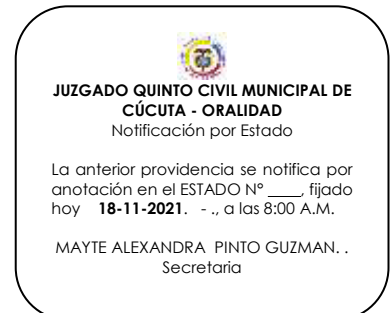 JUZGADO QUINTO CIVIL MUNICIPAL DE
CÚCUTA - ORALIDAD
Notificación por Estado
La anterior providencia se notifica por
anotación en el ESTADO N° ____, fijado
hoy 18-11-2021. - ., a las 8:00 A.M.
MAYTE ALEXANDRA PINTO GUZMAN. .
Secretaria